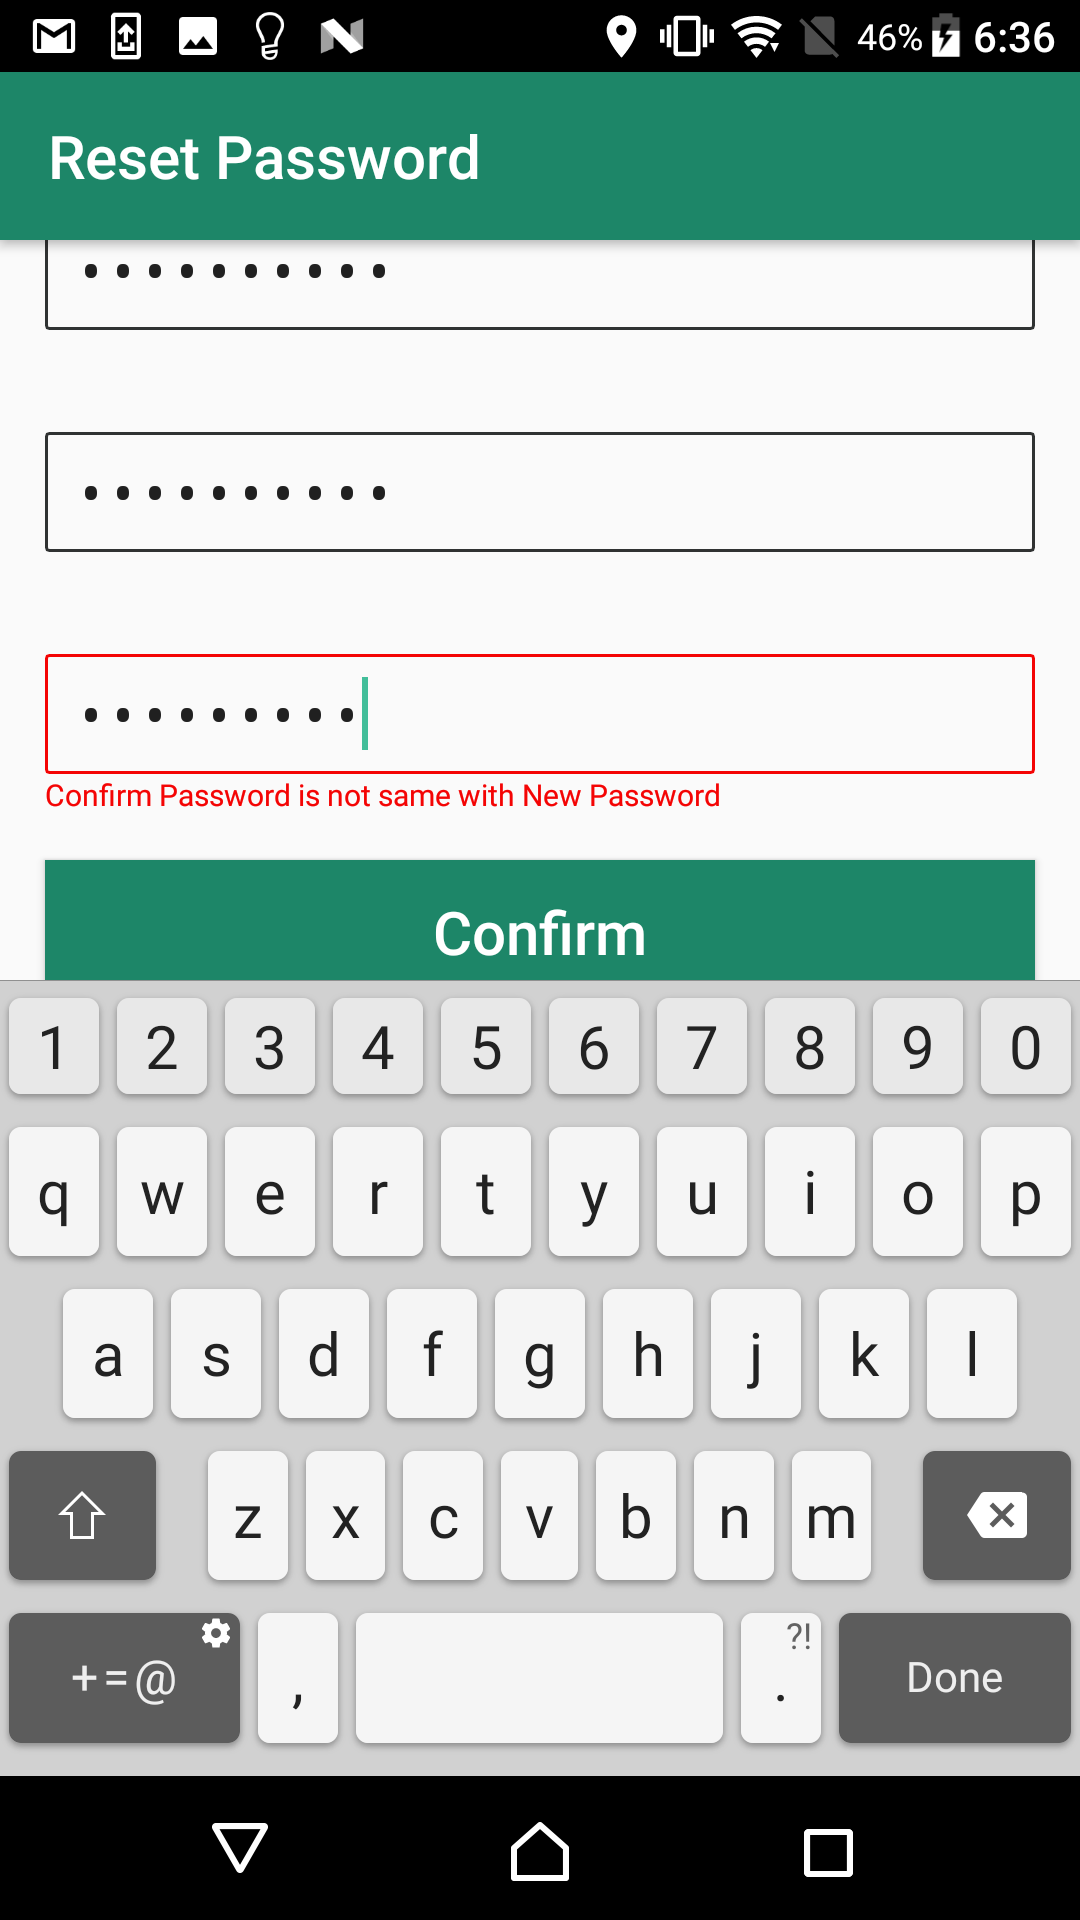 46% 6:36
Reset Password
••••••••••
••••••••••
•••••••••
Confirm Password is not same with New Password
Confirm
1 2 3 4 5 6 7 8 9 0
q w e r t y u i o p
a s d f g h j k l
z x c v b n m
+=@ , . ?! Done